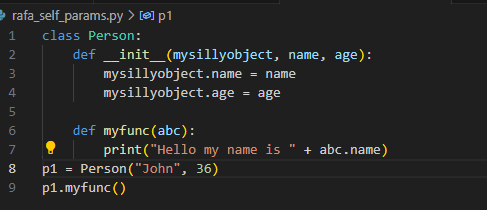 rafa_self_params.py > p1
1 class Person:
2     def __init__(mysillyobject, name, age):
3         mysillyobject.name = name
4         mysillyobject.age = age
5
6     def myfunc(abc):
7         print("Hello my name is " + abc.name)
8 p1 = Person("John", 36)
9 p1.myfunc()